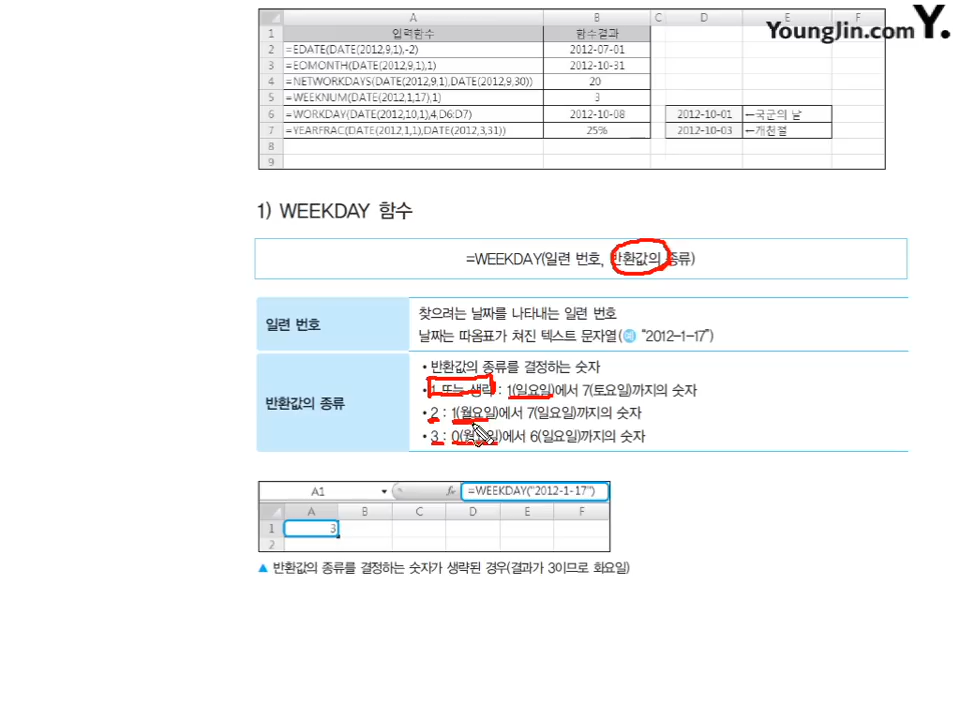 A B C D E F
YoungJin.com Y.
1 입력함수 함수결과
2 =EDATE(DATE(2012,9,1),-2) 2012-07-01
3 =EOMONTH(DATE(2012,9,1),1) 2012-10-31
4 =NETWORKDAYS(DATE(2012,9,1),DATE(2012,9,30)) 20
5 =WEEKNUM(DATE(2012,1,17),1) 3
6 =WORKDAY(DATE(2012,10,1),4,D6:D7) 2012-10-08 2012-10-01 ←국군의 날
7 =YEARFRAC(DATE(2012,1,1),DATE(2012,3,31)) 25% 2012-10-03 ←개천절
8
9
1) WEEKDAY 함수
=WEEKDAY(일련 번호, 반환값의 종류)
일련 번호
찾으려는 날짜를 나타내는 일련 번호
날짜는 따옴표가 쳐진 텍스트 문자열(예 "2012-1-17")
반환값의 종류
• 반환값의 종류를 결정하는 숫자
• 1 또는 생략 : 1(일요일)에서 7(토요일)까지의 숫자
• 2 : 1(월요일)에서 7(일요일)까지의 숫자
• 3 : 0(월요일)에서 6(일요일)까지의 숫자
A1 fx =WEEKDAY("2012-1-17")
A B C D E F
1 3
2
▲ 반환값의 종류를 결정하는 숫자가 생략된 경우(결과가 3이므로 화요일)